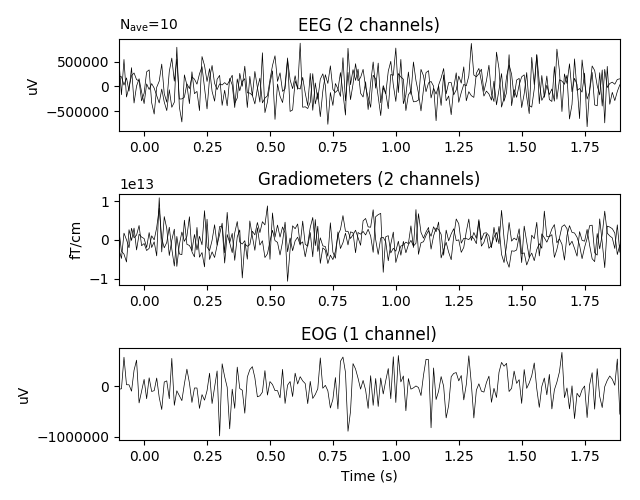 N_ave=10
EEG (2 channels)
500000
0
−500000
uV
0.00 0.25 0.50 0.75 1.00 1.25 1.50 1.75
1e13
Gradiometers (2 channels)
1
0
−1
fT/cm
0.00 0.25 0.50 0.75 1.00 1.25 1.50 1.75
EOG (1 channel)
0
−1000000
uV
0.00 0.25 0.50 0.75 1.00 1.25 1.50 1.75
Time (s)